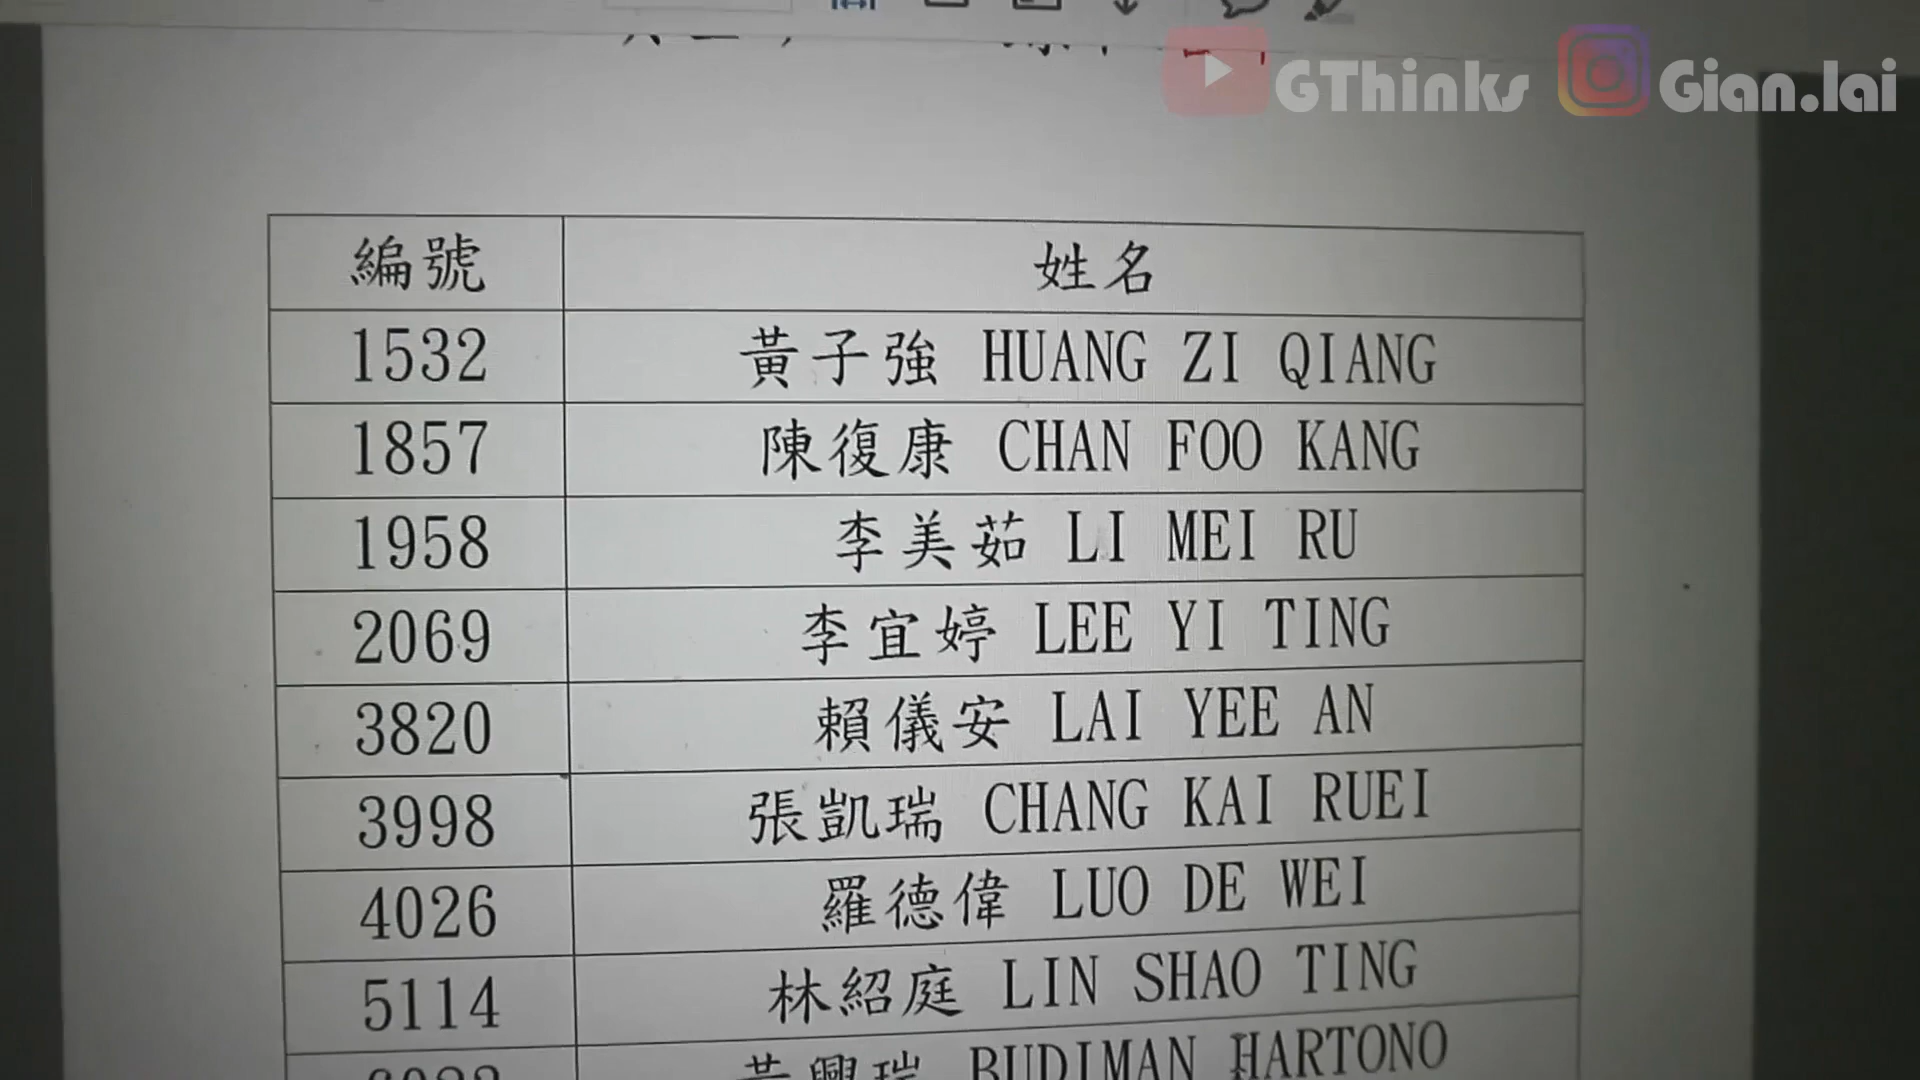 GThinks Gian.lai
編號 姓名
1532 黃子強 HUANG ZI QIANG
1857 陳復康 CHAN FOO KANG
1958 李美茹 LI MEI RU
2069 李宜婷 LEE YI TING
3820 賴儀安 LAI YEE AN
3998 張凱瑞 CHANG KAI RUEI
4026 羅德偉 LUO DE WEI
5114 林紹庭 LIN SHAO TING
黃興瑞 BUDIMAN HARTONO